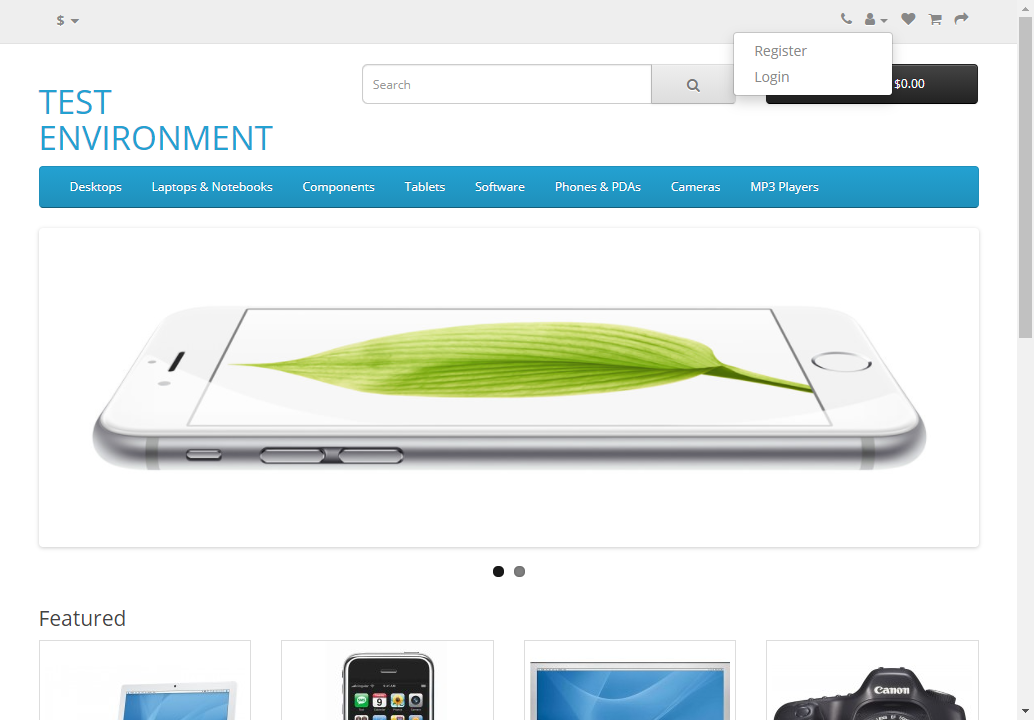 $
Register
Login
Search
$0.00
TEST
ENVIRONMENT
Desktops
Laptops & Notebooks
Components
Tablets
Software
Phones & PDAs
Cameras
MP3 Players
Featured
Canon